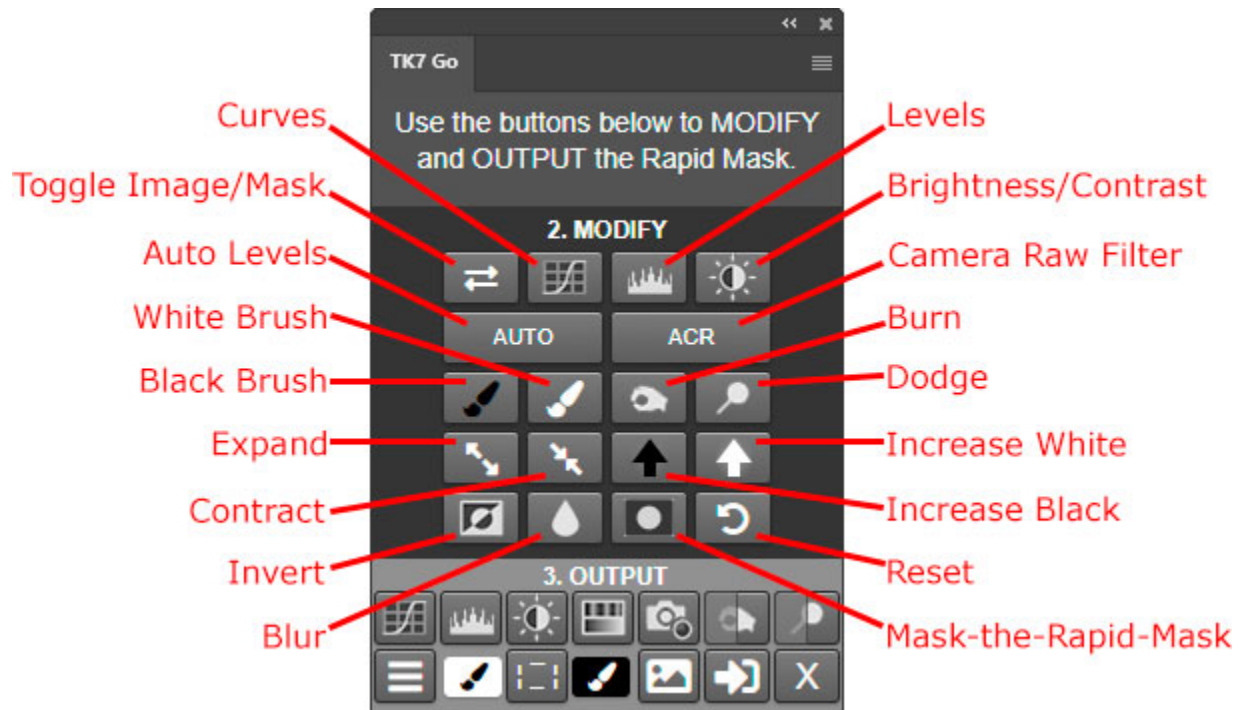 TK7 Go
Use the buttons below to MODIFY
and OUTPUT the Rapid Mask.
Curves
Levels
Toggle Image/Mask
Brightness/Contrast
2. MODIFY
Auto Levels
Camera Raw Filter
White Brush
AUTO
ACR
Burn
Black Brush
Dodge
Expand
Increase White
Contract
Increase Black
Invert
3. OUTPUT
Reset
Blur
Mask-the-Rapid-Mask
X